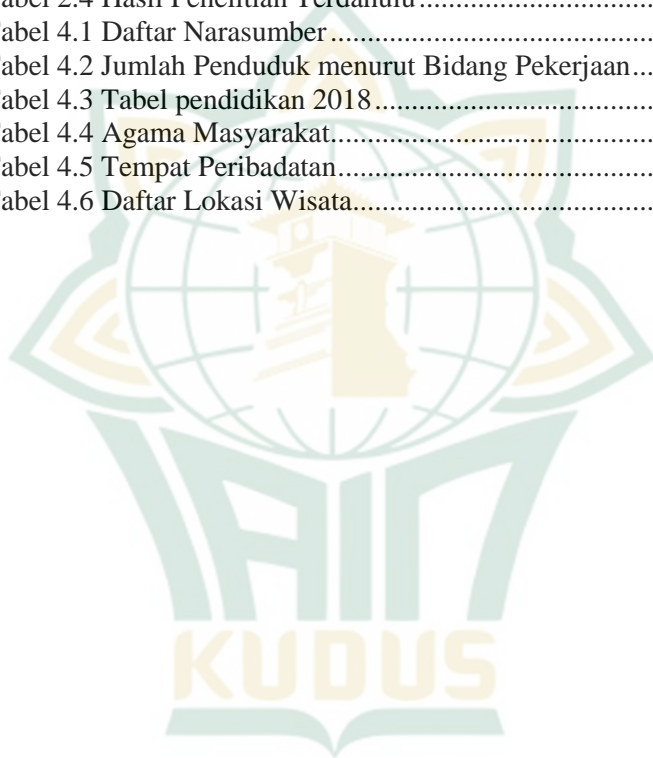 Tabel 2.4 Hasil Penelitian Terdahulu..............................
Tabel 4.1 Daftar Narasumber..........................................
Tabel 4.2 Jumlah Penduduk menurut Bidang Pekerjaan...
Tabel 4.3 Tabel pendidikan 2018....................................
Tabel 4.4 Agama Masyarakat..........................................
Tabel 4.5 Tempat Peribadatan.........................................
Tabel 4.6 Daftar Lokasi Wisata.......................................
IAIN
KUDUS